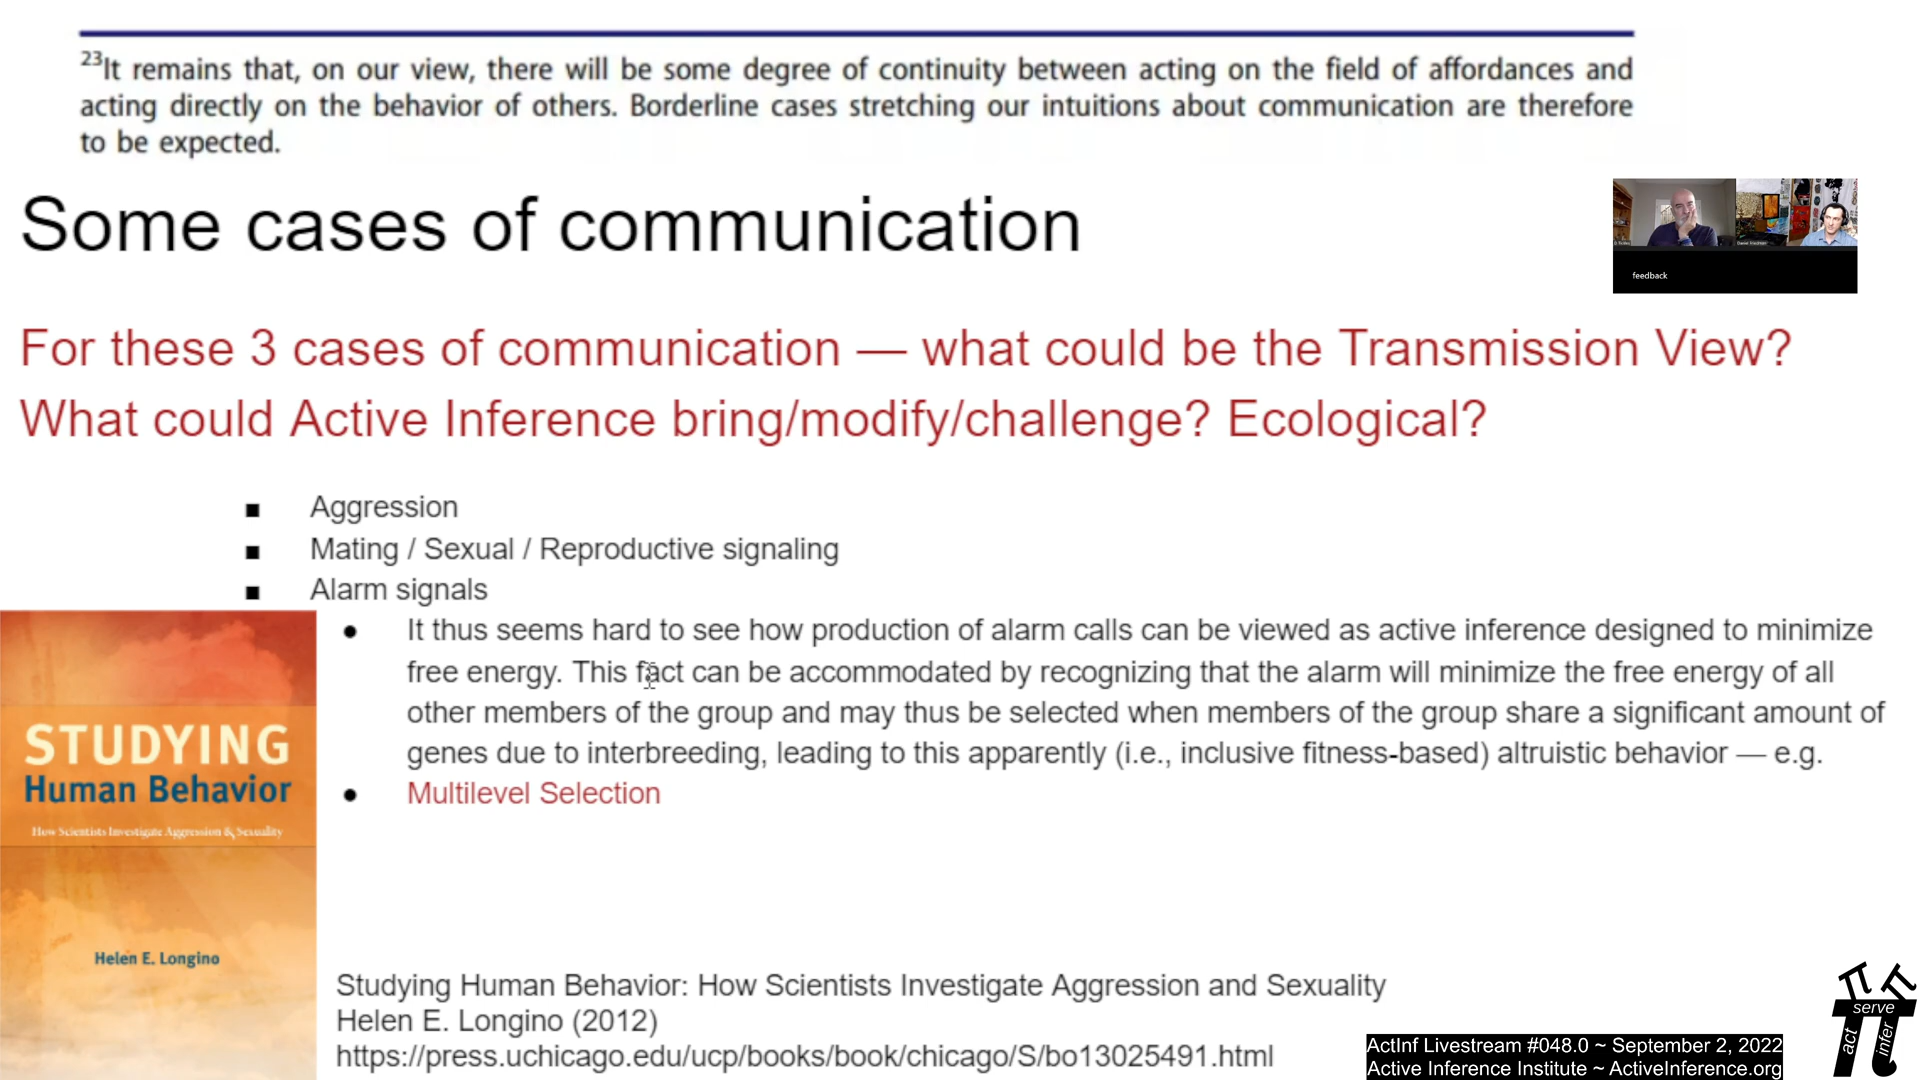 23It remains that, on our view, there will be some degree of continuity between acting on the field of affordances and
acting directly on the behavior of others. Borderline cases stretching our intuitions about communication are therefore
to be expected.
Some cases of communication
feedback
For these 3 cases of communication — what could be the Transmission View?
What could Active Inference bring/modify/challenge? Ecological?
Aggression
Mating / Sexual / Reproductive signaling
Alarm signals
It thus seems hard to see how production of alarm calls can be viewed as active inference designed to minimize
free energy. This fact can be accommodated by recognizing that the alarm will minimize the free energy of all
other members of the group and may thus be selected when members of the group share a significant amount of
genes due to interbreeding, leading to this apparently (i.e., inclusive fitness-based) altruistic behavior — e.g.
Multilevel Selection
STUDYING
Human Behavior
How Scientists Investigate Aggression & Sexuality
Helen E. Longino
Studying Human Behavior: How Scientists Investigate Aggression and Sexuality
Helen E. Longino (2012)
https://press.uchicago.edu/ucp/books/book/chicago/S/bo13025491.html
ActInf Livestream #048.0 ~ September 2, 2022
Active Inference Institute ~ ActiveInference.org
serve
act
infer